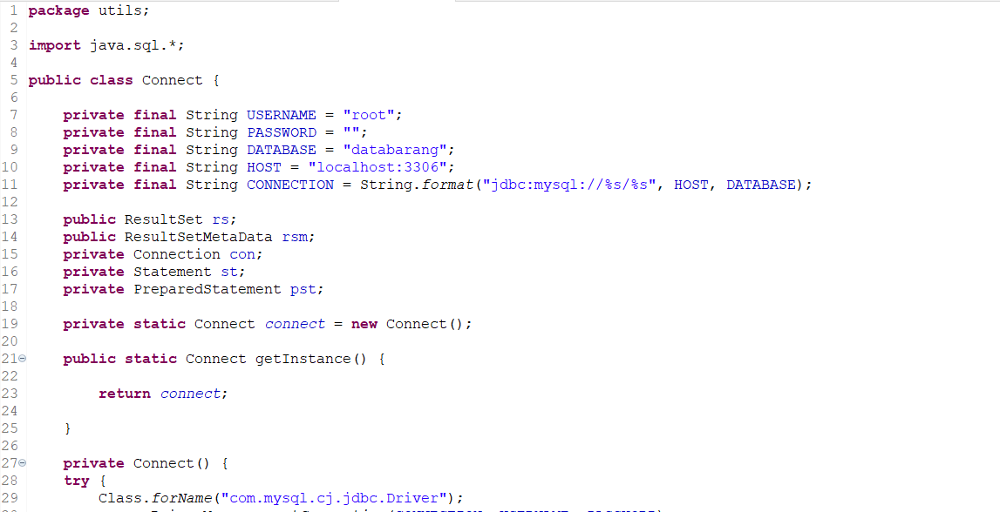 1 package utils;
2
3 import java.sql.*;
4
5 public class Connect {
6
7     private final String USERNAME = "root";
8     private final String PASSWORD = "";
9     private final String DATABASE = "databarang";
10     private final String HOST = "localhost:3306";
11     private final String CONNECTION = String.format("jdbc:mysql://%s/%s", HOST, DATABASE);
12
13     public ResultSet rs;
14     public ResultSetMetaData rsm;
15     private Connection con;
16     private Statement st;
17     private PreparedStatement pst;
18
19     private static Connect connect = new Connect();
20
21     public static Connect getInstance() {
22
23         return connect;
24
25     }
26
27     private Connect() {
28     try {
29         Class.forName("com.mysql.cj.jdbc.Driver");